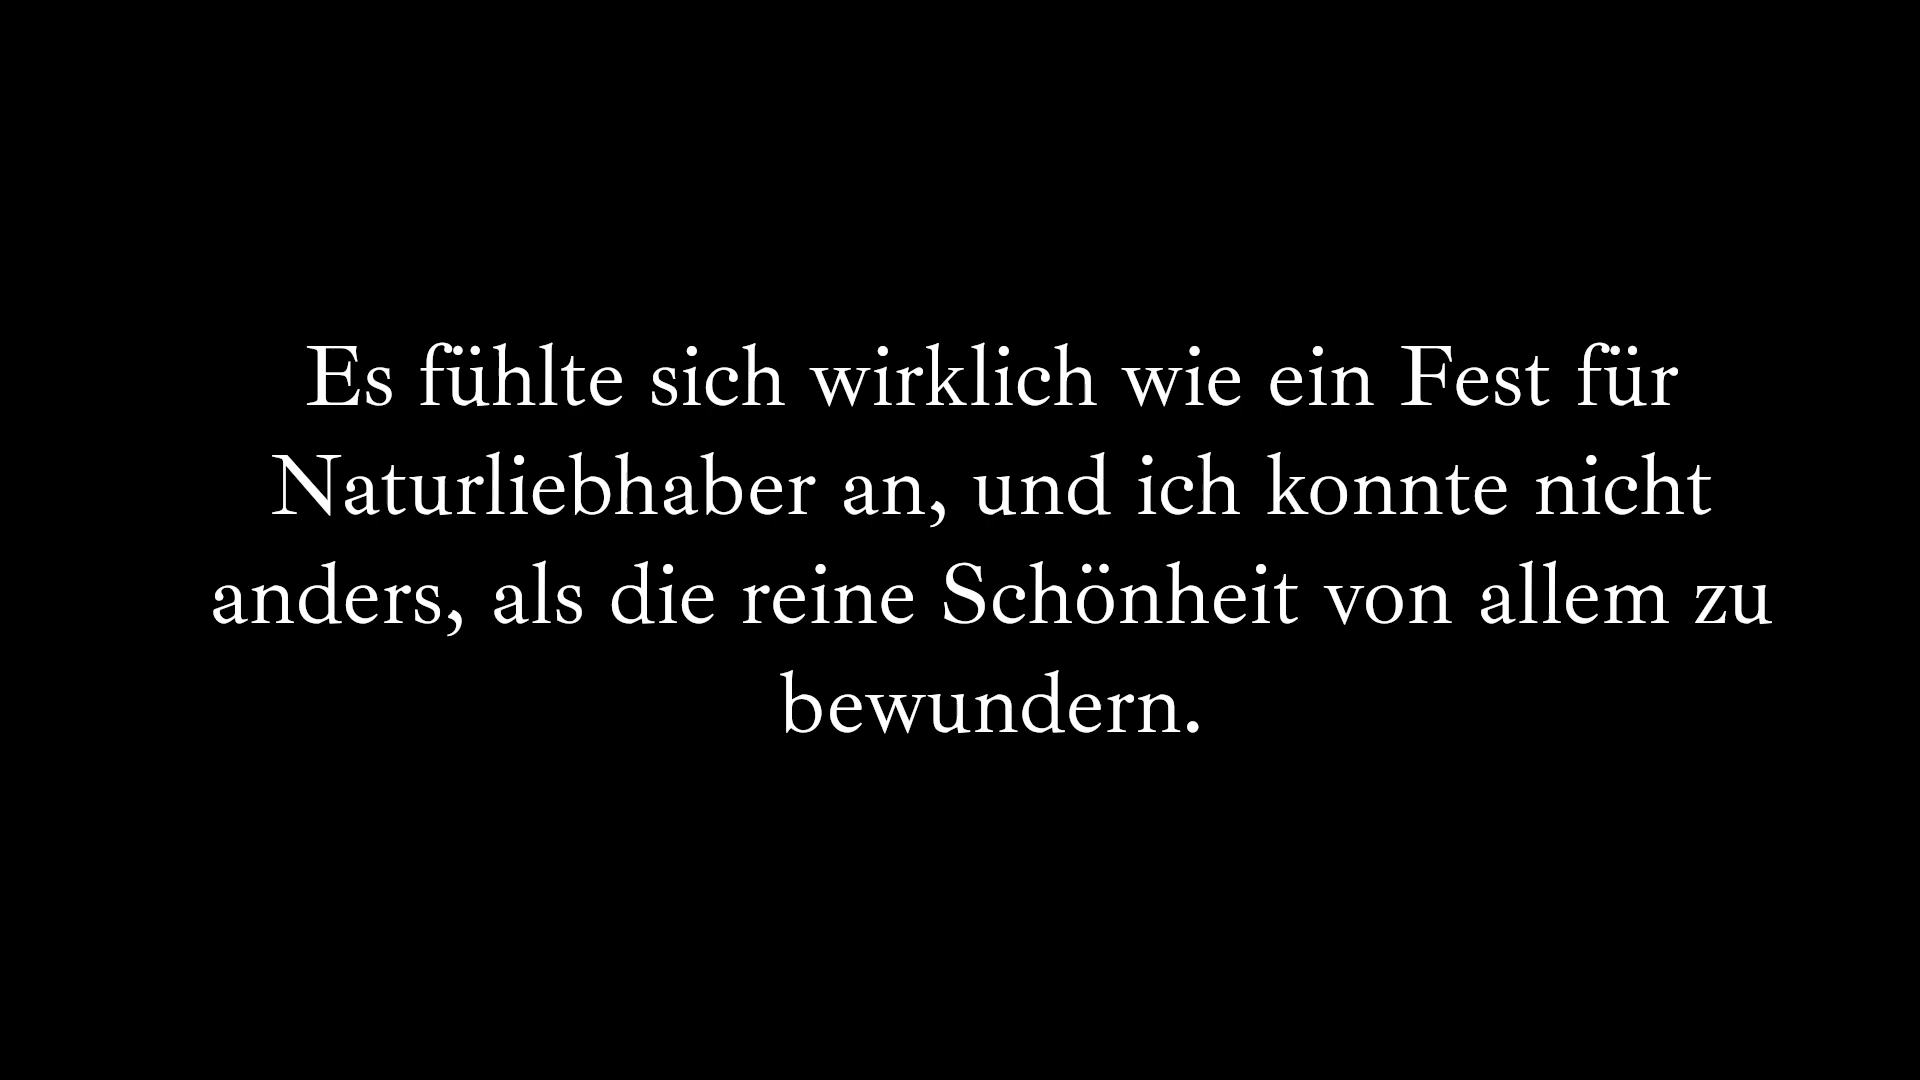 Es fühlte sich wirklich wie ein Fest für
Naturliebhaber an, und ich konnte nicht
anders, als die reine Schönheit von allem zu
bewundern.